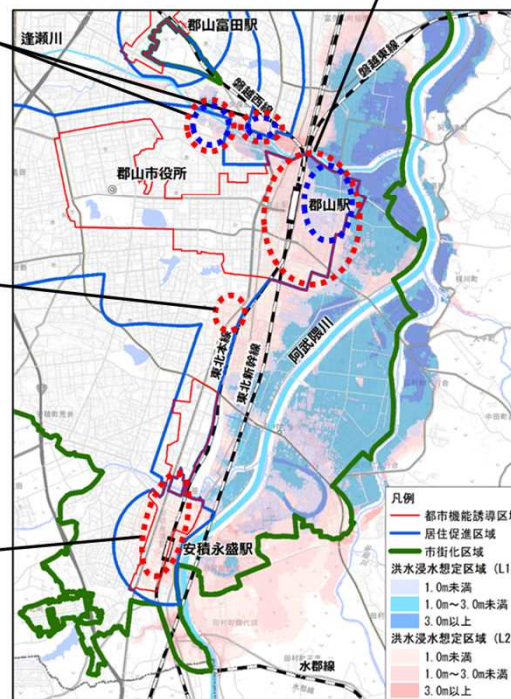 郡山富田駅
逢瀬川
磐越西線
磐越東線
郡山市役所
郡山駅
阿武隈川
東北本線
東北新幹線
安積永盛駅
水郡線
凡例
都市機能誘導区域
居住促進区域
市街化区域
洪水浸水想定区域（L1
1.0m未満
1.0m～3.0m未満
3.0m以上
洪水浸水想定区域（L2
1.0m未満
1.0m～3.0m未満
3.0m以上